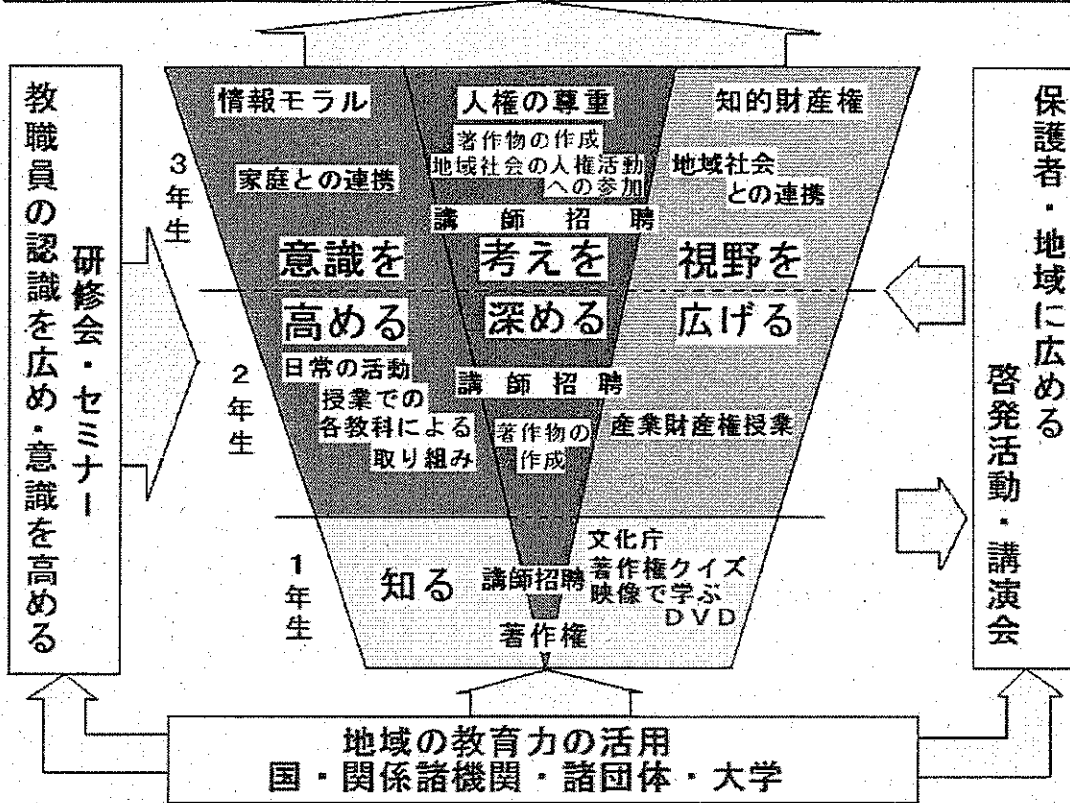 教職員の認識を広め・意識を高める
研修会・セミナー
3年生
2年生
1年生
情報モラル
人権の尊重
知的財産権
著作物の作成
地域社会の人権活動
への参加
家庭との連携
地域社会
との連携
講師招聘
意識を
考えを
視野を
高める
深める
広げる
日常の活動
授業での
各教科による
取り組み
講師招聘
著作物の
作成
産業財産権授業
知る
講師招聘
文化庁
著作権クイズ
映像で学ぶ
DVD
著作権
保護者・地域に広める
啓発活動・講演会
地域の教育力の活用
国・関係諸機関・諸団体・大学